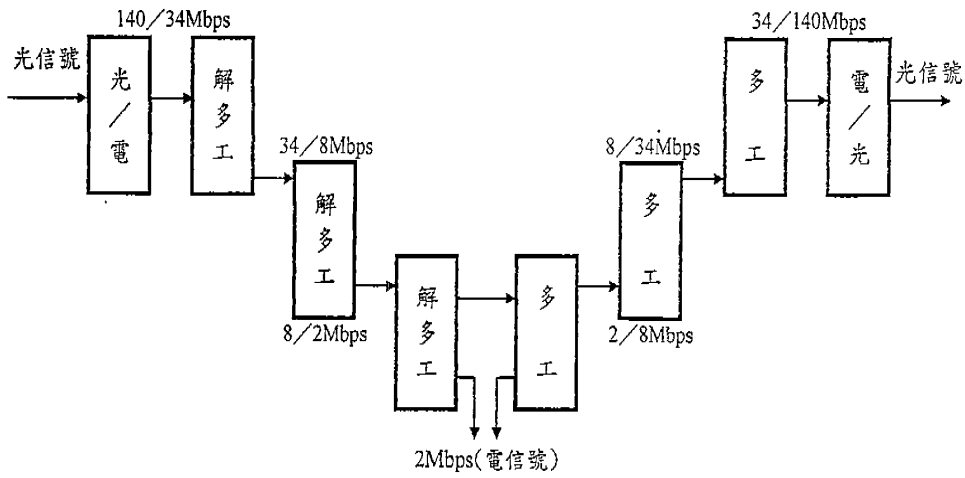 140／34Mbps
34／140Mbps
光信號
光／電
解多工
多工
電／光
光信號
34／8Mbps
8／34Mbps
解多工
多工
8／2Mbps
解多工
多工
2／8Mbps
2Mbps(電信號)